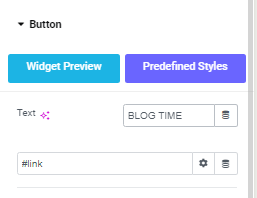 Button
Widget Preview Predefined Styles
Text BLOG TIME
#link